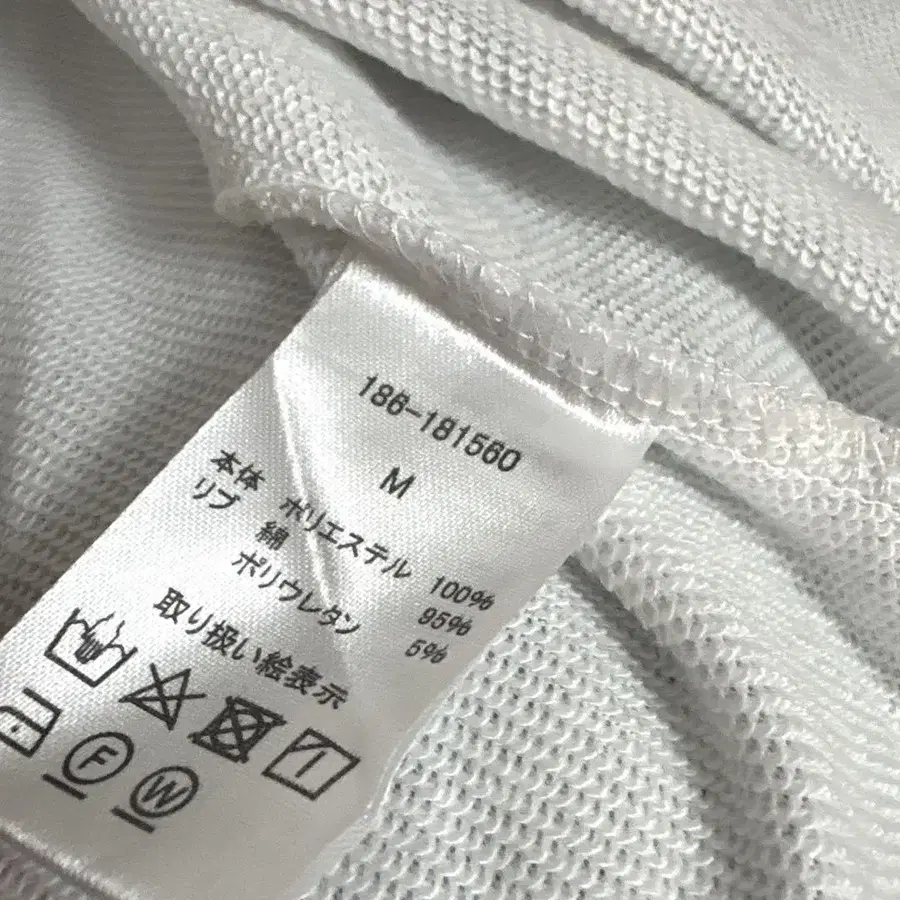 186-181560
M
本体 ポリエステル 100%
リブ 綿 95%
ポリウレタン 5%
取り扱い絵表示
F
W